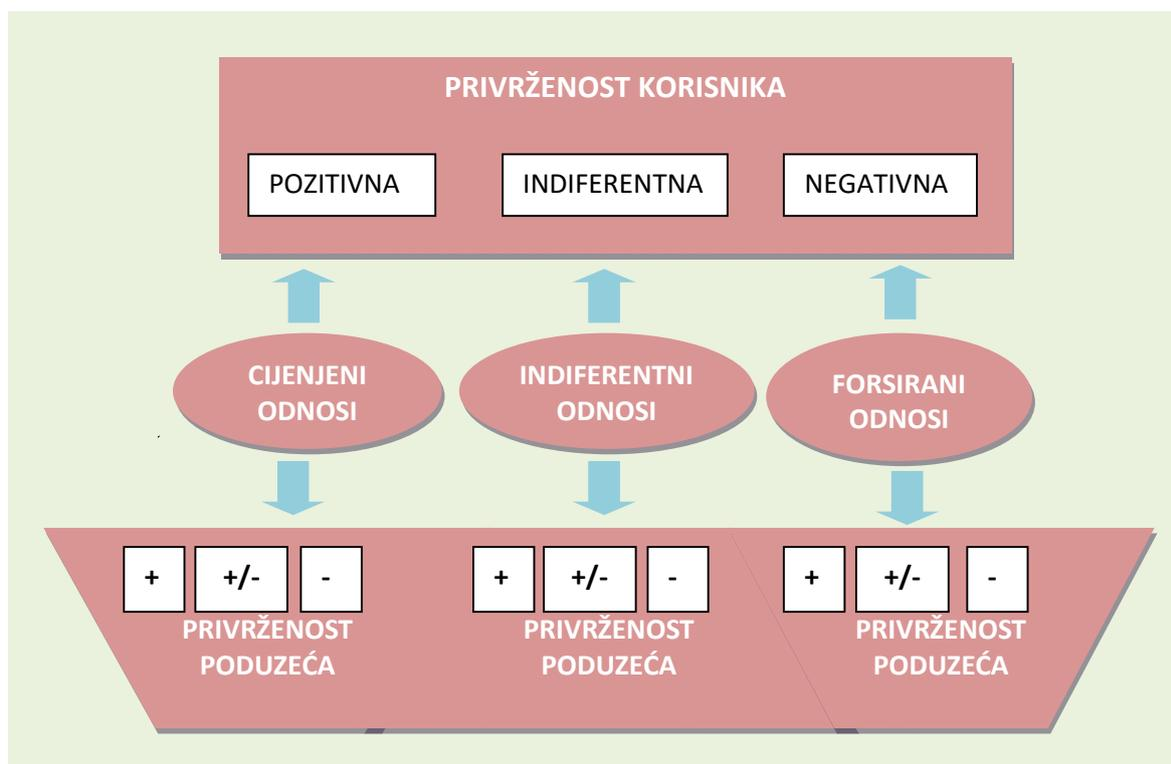 PRIVRŽENOST KORISNIKA
POZITIVNA
INDIFERENTNA
NEGATIVNA
CIJENJENI
ODNOSI
INDIFERENTNI
ODNOSI
FORSIRANI
ODNOSI
+ +/- -
PRIVRŽENOST
PODUZEĆA
+ +/- -
PRIVRŽENOST
PODUZEĆA
+ +/- -
PRIVRŽENOST
PODUZEĆA